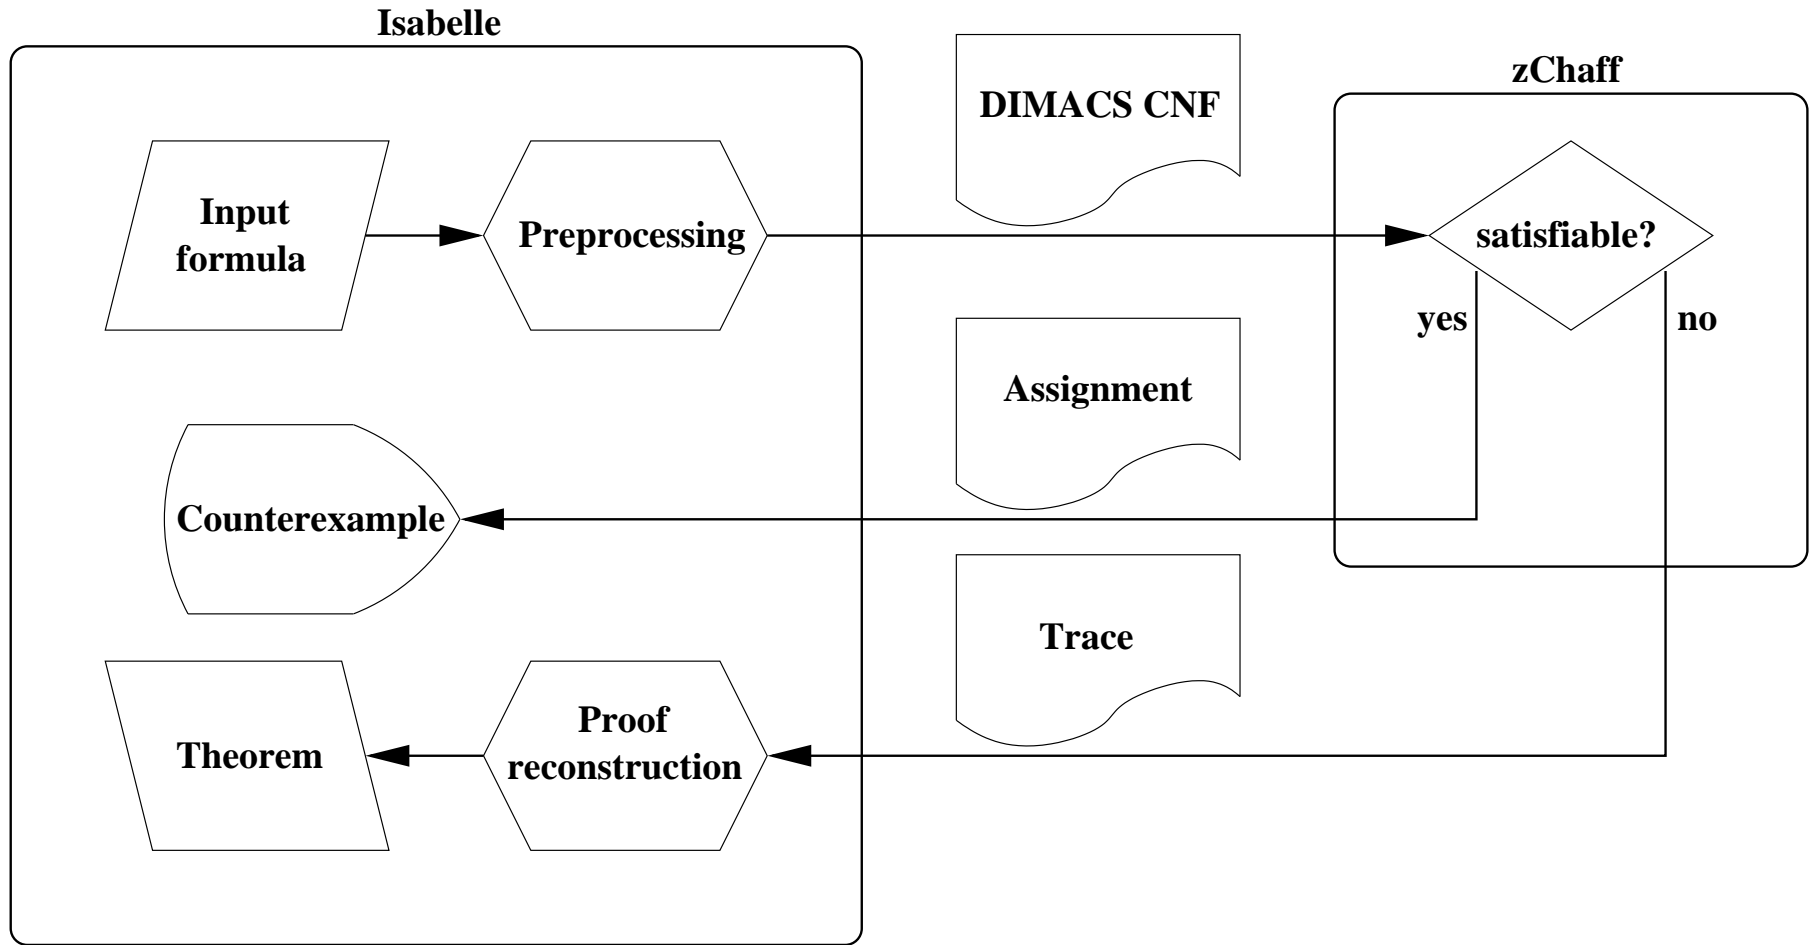 Isabelle
zChaff
DIMACS CNF
Input
formula
Preprocessing
satisfiable?
yes
no
Assignment
Counterexample
Trace
Theorem
Proof
reconstruction